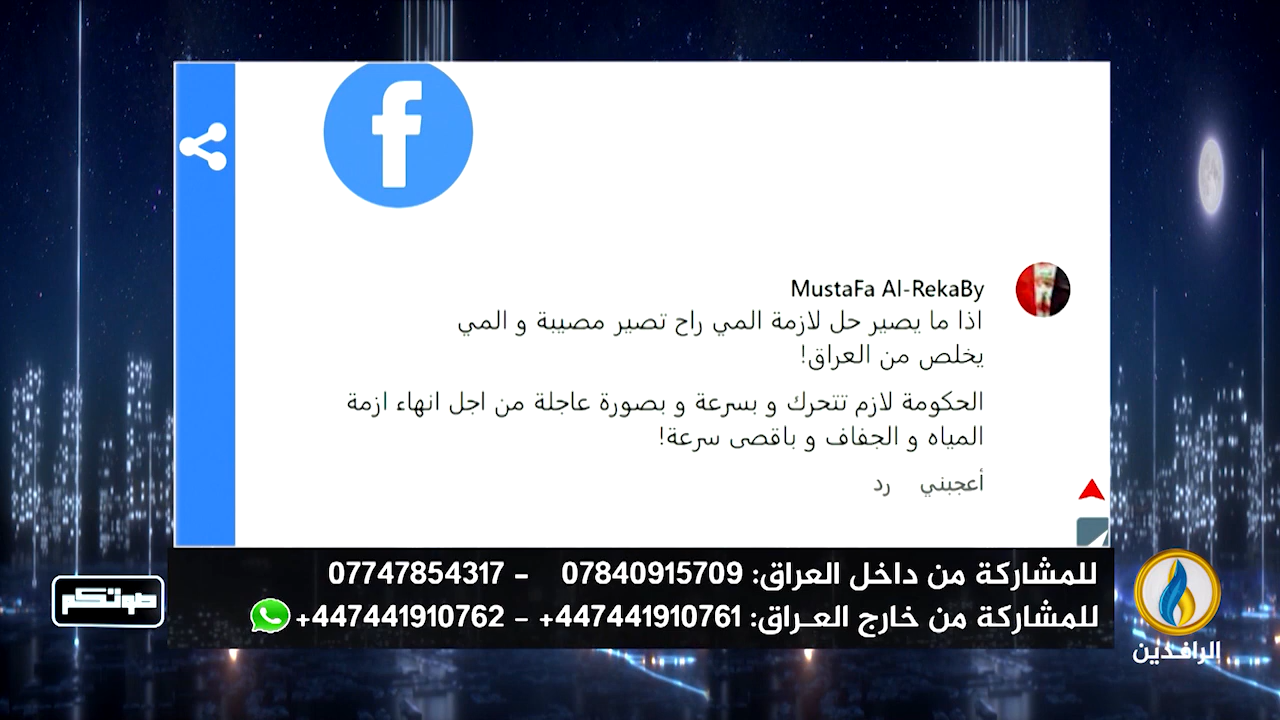 MustaFa Al-RekaBy
اذا ما يصير حل لازمة المي راح تصير مصيبة و المي
يخلص من العراق!
الحكومة لازم تتحرك و بسرعة و بصورة عاجلة من اجل انهاء ازمة
المياه و الجفاف و باقصى سرعة!
أعجبني رد
للمشاركة من داخل العراق: 07840915709 - 07747854317
للمشاركة من خارج العـراق: 447441910761+ - 447441910762+
صوتكم
الرافدين